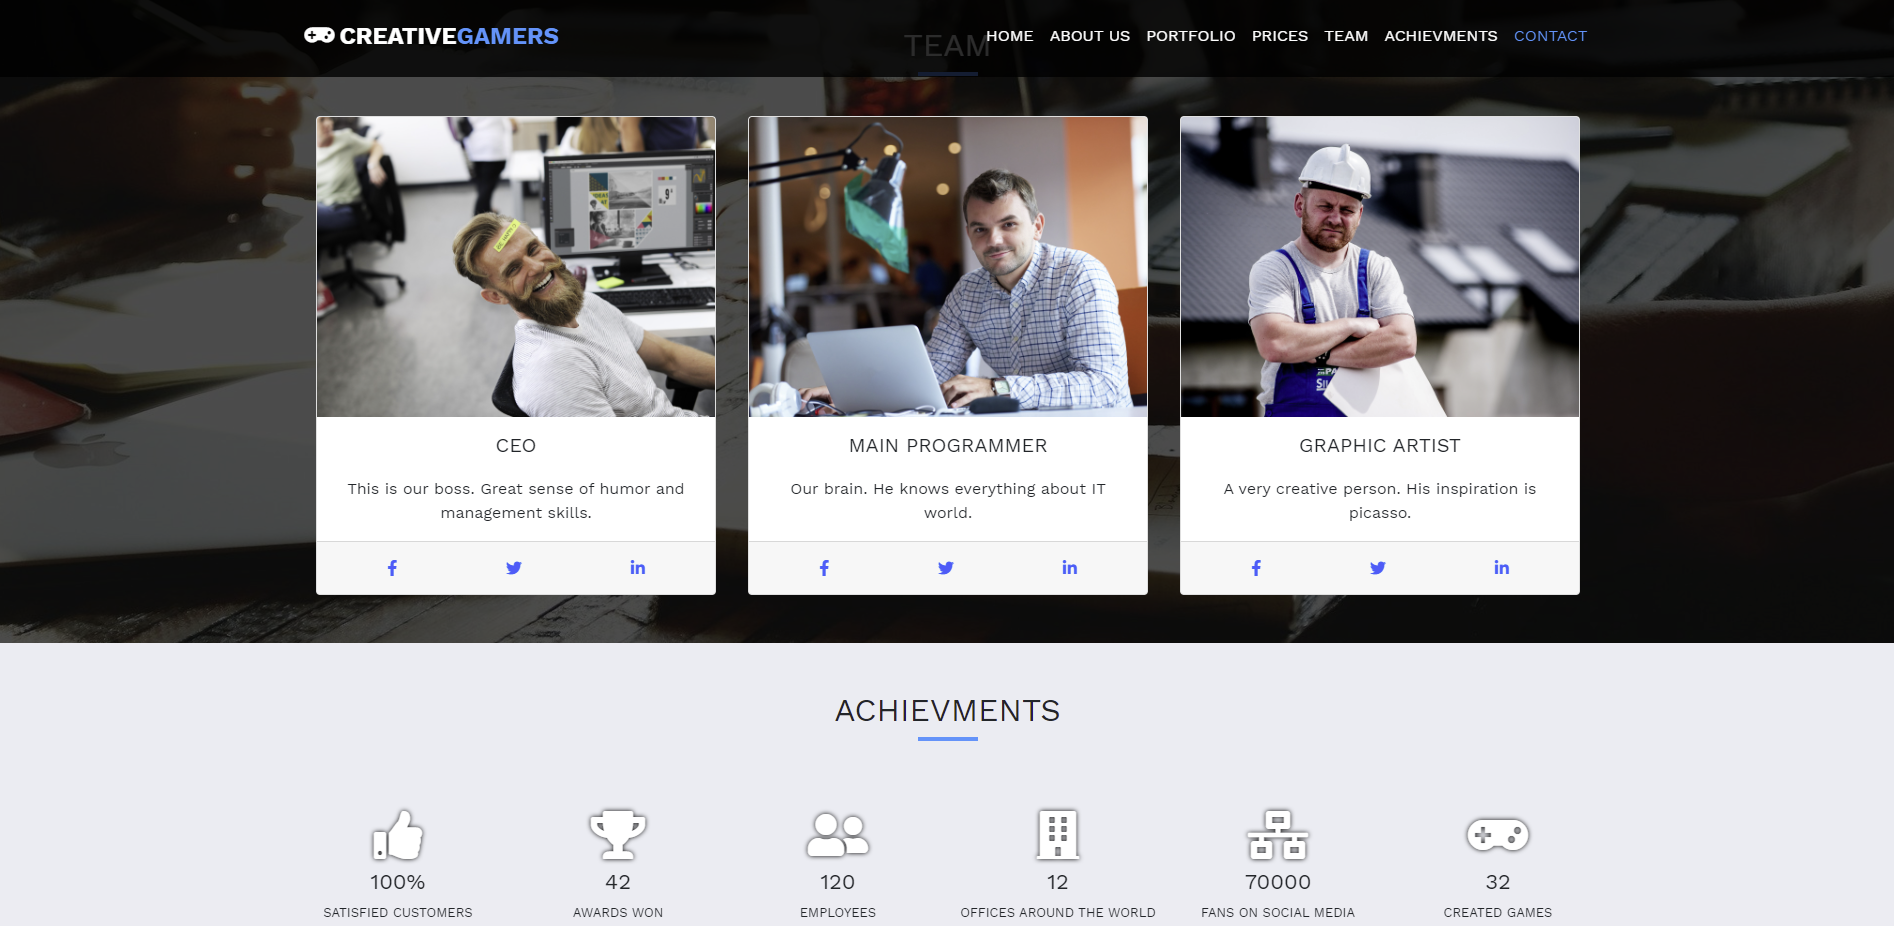 CREATIVEGAMERS
HOME ABOUT US PORTFOLIO PRICES TEAM ACHIEVMENTS CONTACT
TEAM
CEO
This is our boss. Great sense of humor and
management skills.
MAIN PROGRAMMER
Our brain. He knows everything about IT
world.
GRAPHIC ARTIST
A very creative person. His inspiration is
picasso.
ACHIEVMENTS
100%
SATISFIED CUSTOMERS
42
AWARDS WON
120
EMPLOYEES
12
OFFICES AROUND THE WORLD
70000
FANS ON SOCIAL MEDIA
32
CREATED GAMES